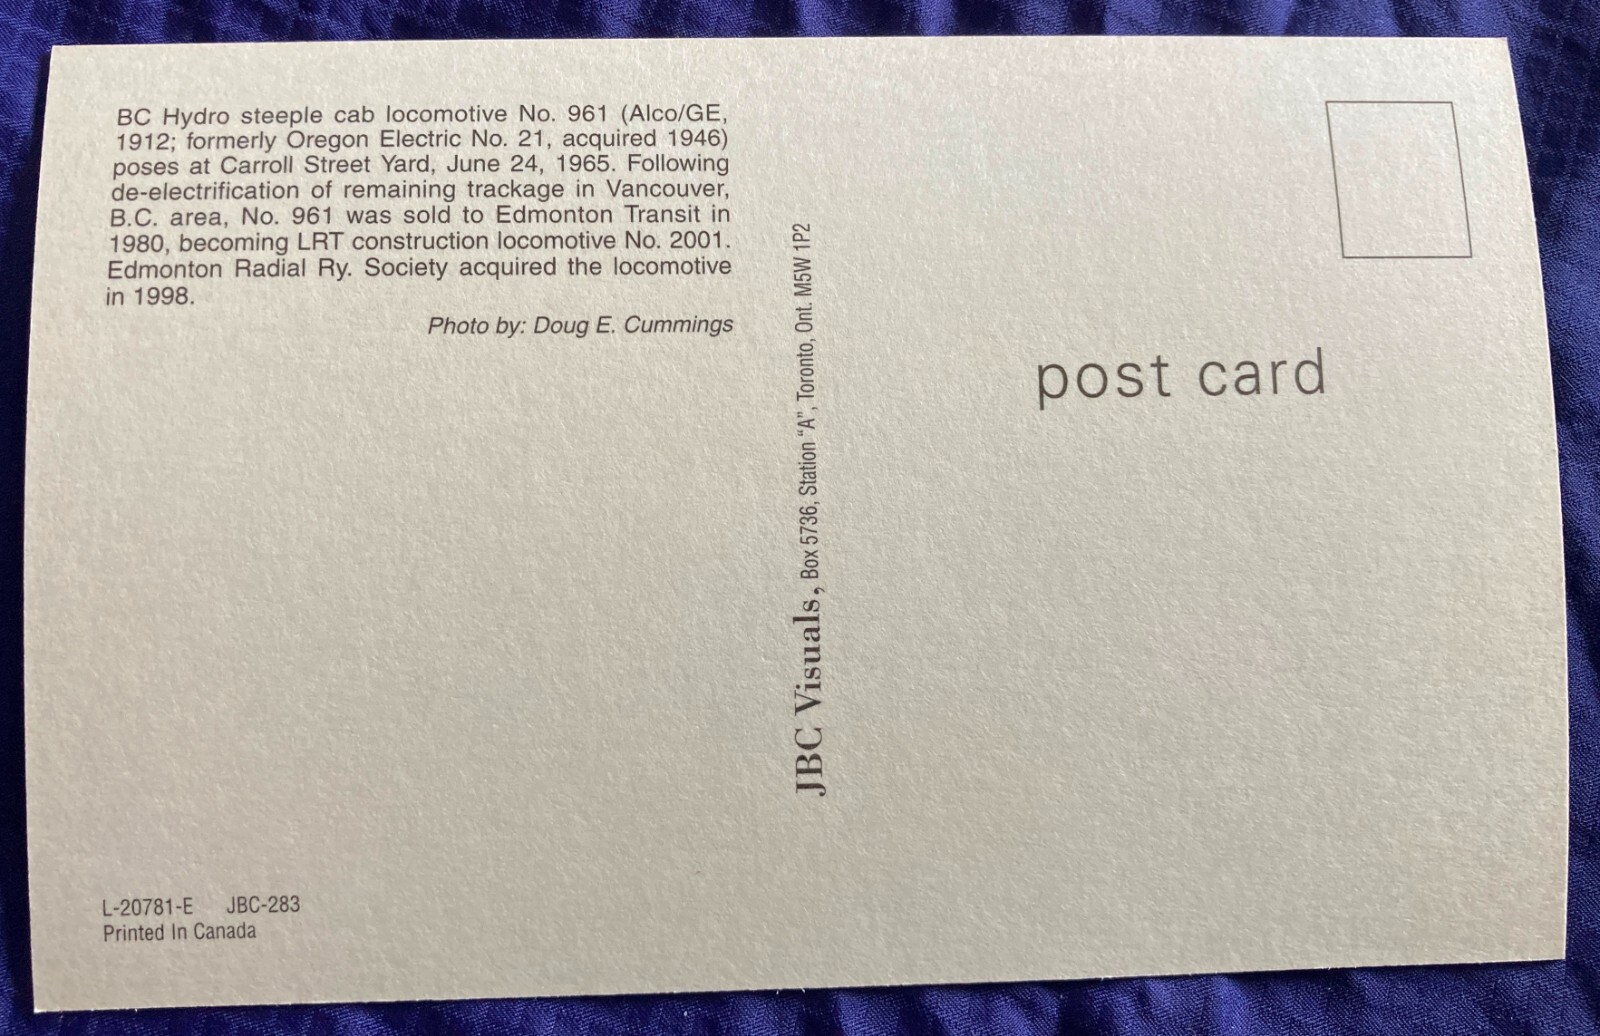 BC Hydro steeple cab locomotive No. 961 (Alco/GE,
1912; formerly Oregon Electric No. 21, acquired 1946)
poses at Carroll Street Yard, June 24, 1965. Following
de-electrification of remaining trackage in Vancouver,
B.C. area, No. 961 was sold to Edmonton Transit in
1980, becoming LRT construction locomotive No. 2001.
Edmonton Radial Ry. Society acquired the locomotive
in 1998.
Photo by: Doug E. Cummings
L-20781-E JBC-283
Printed In Canada
JBC Visuals, Box 5736, Station “A”, Toronto, Ont. M5W 1P2
post card